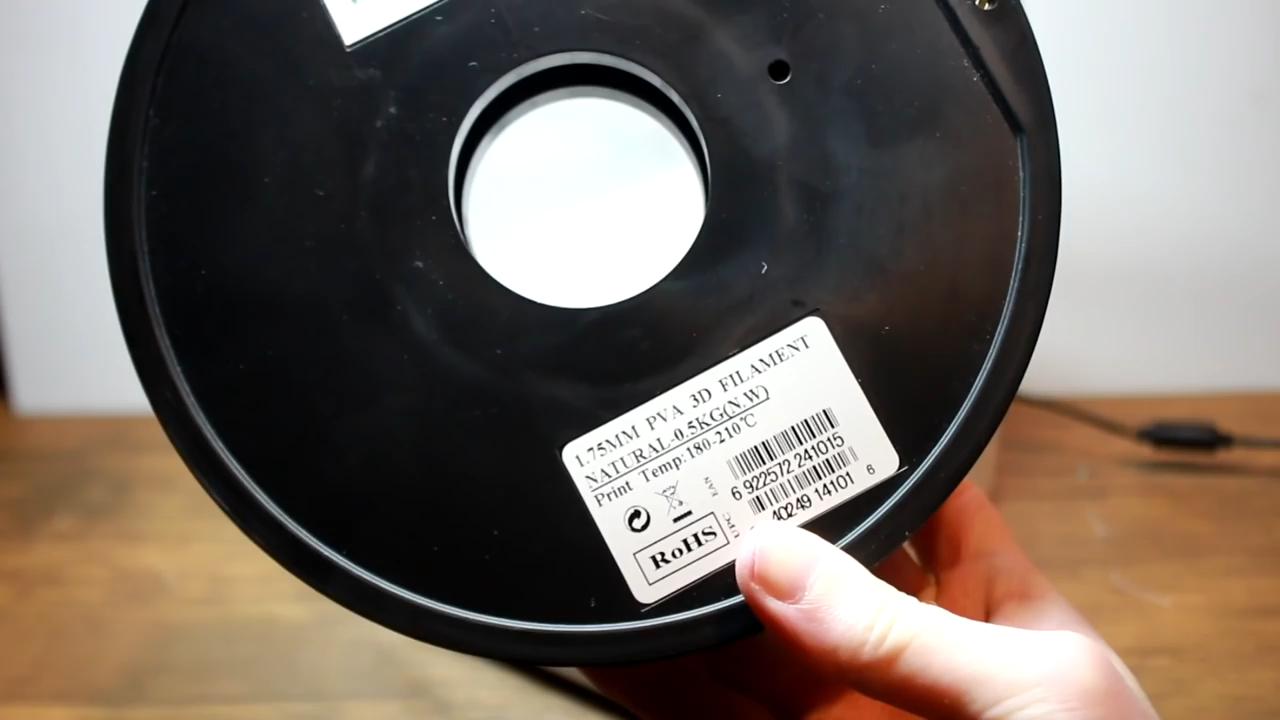 1.75MM PVA 3D FILAMENT
NATURAL-0.5KG(N.W)
Print Temp:180-210℃
EAN
6 922572 241015
UPC
40249 14101 6
RoHS